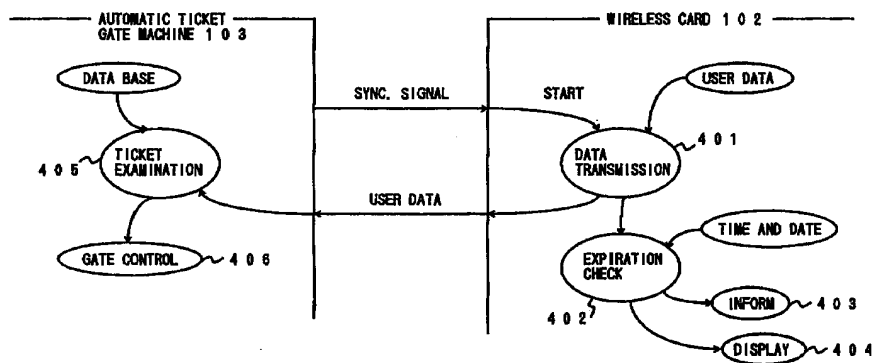 AUTOMATIC TICKET
GATE MACHINE 1 0 3
WIRELESS CARD 1 0 2
DATA BASE
SYNC. SIGNAL
START
USER DATA
4 0 1
4 0 5
TICKET
EXAMINATION
DATA
TRANSMISSION
USER DATA
TIME AND DATE
GATE CONTROL
4 0 6
EXPIRATION
CHECK
4 0 2
INFORM
4 0 3
DISPLAY
4 0 4